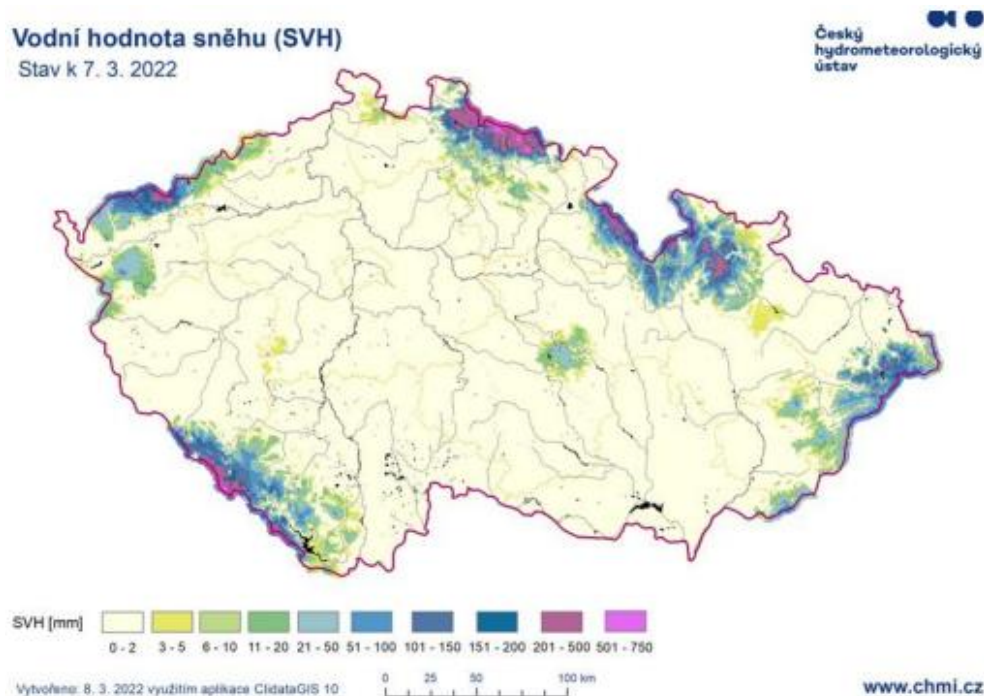 Vodní hodnota sněhu (SVH)
Stav k 7. 3. 2022
Český
hydrometeorologický
ústav
SVH [mm]
0 - 2
3 - 5
6 - 10
11 - 20
21 - 50
51 - 100
101 - 150
151 - 200
201 - 500
501 - 750
Vytvořeno: 8. 3. 2022 využitím aplikace ClidataGIS 10
0 25 50 100 km
www.chmi.cz